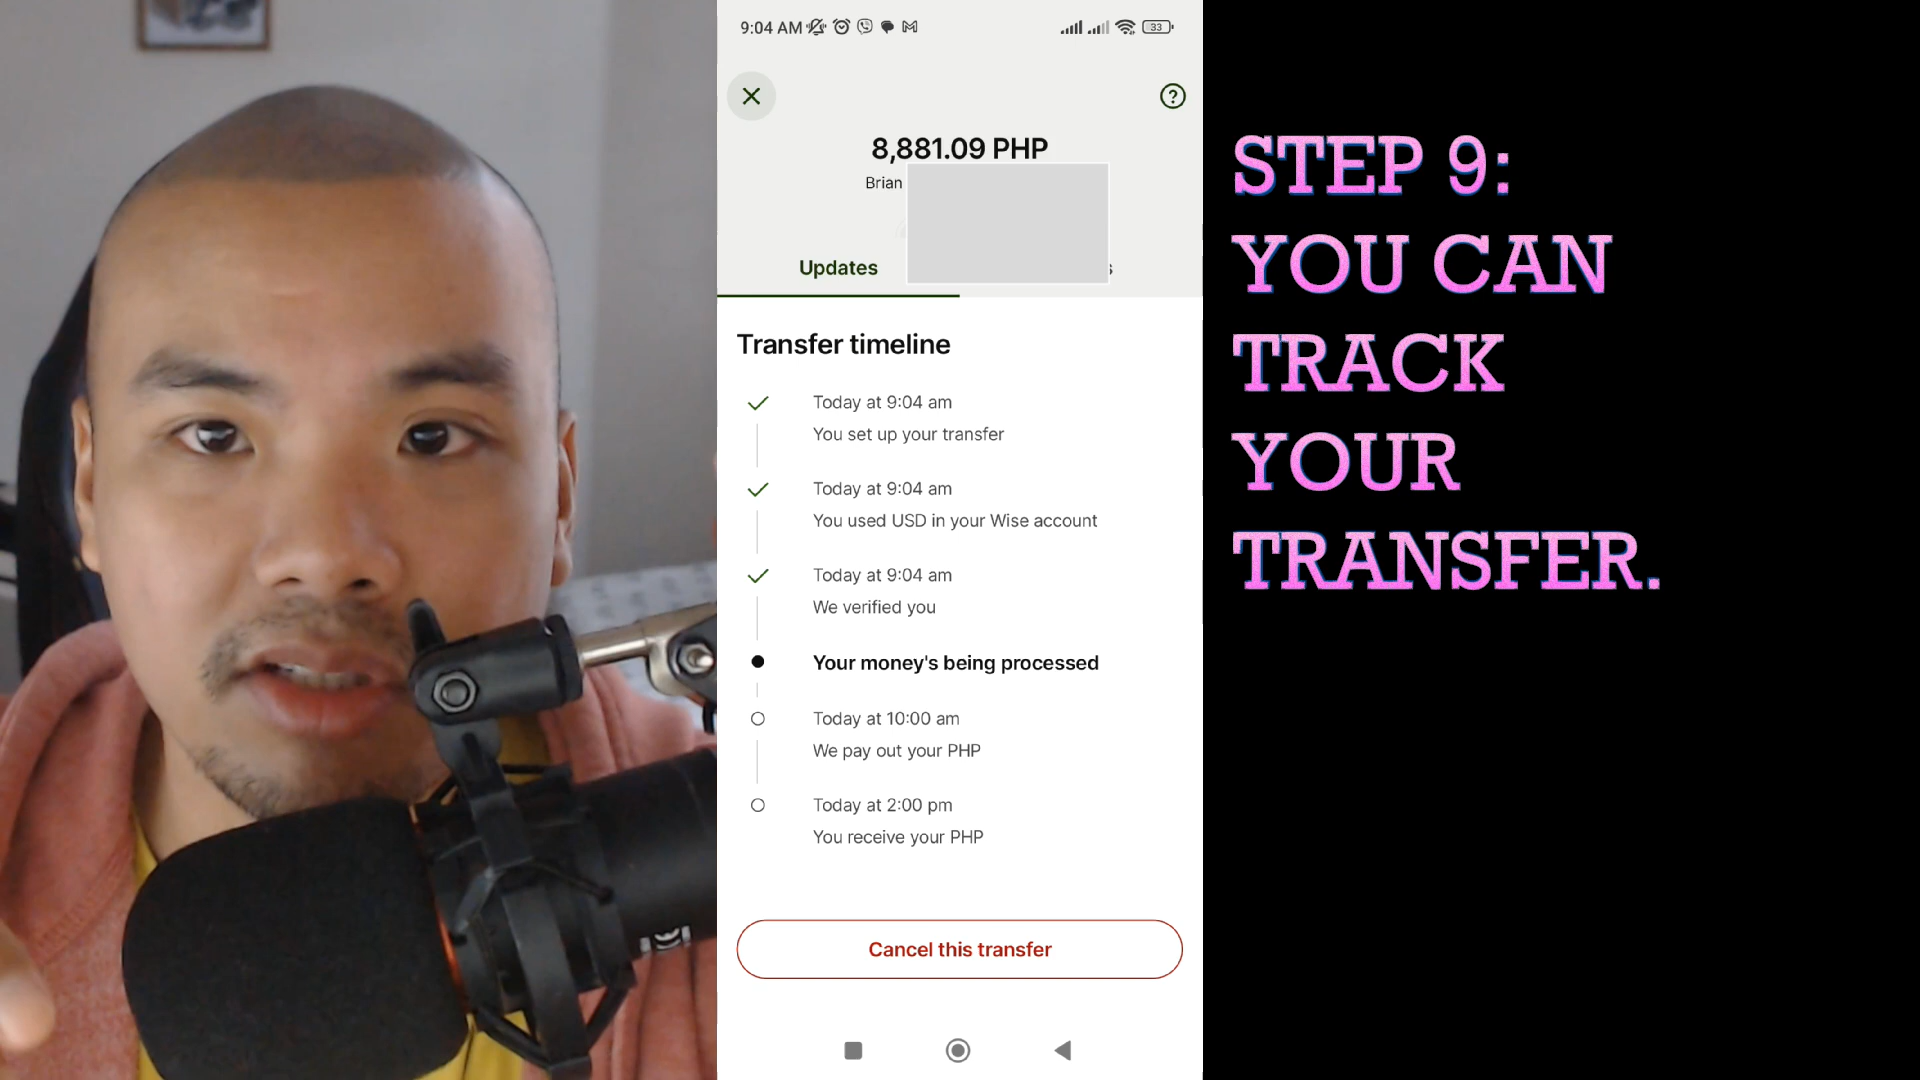 9:04 AM
33
8,881.09 PHP
Brian
Updates
Transfer timeline
Today at 9:04 am
You set up your transfer
Today at 9:04 am
You used USD in your Wise account
Today at 9:04 am
We verified you
Your money's being processed
Today at 10:00 am
We pay out your PHP
Today at 2:00 pm
You receive your PHP
Cancel this transfer
STEP 9:
YOU CAN
TRACK
YOUR
TRANSFER.